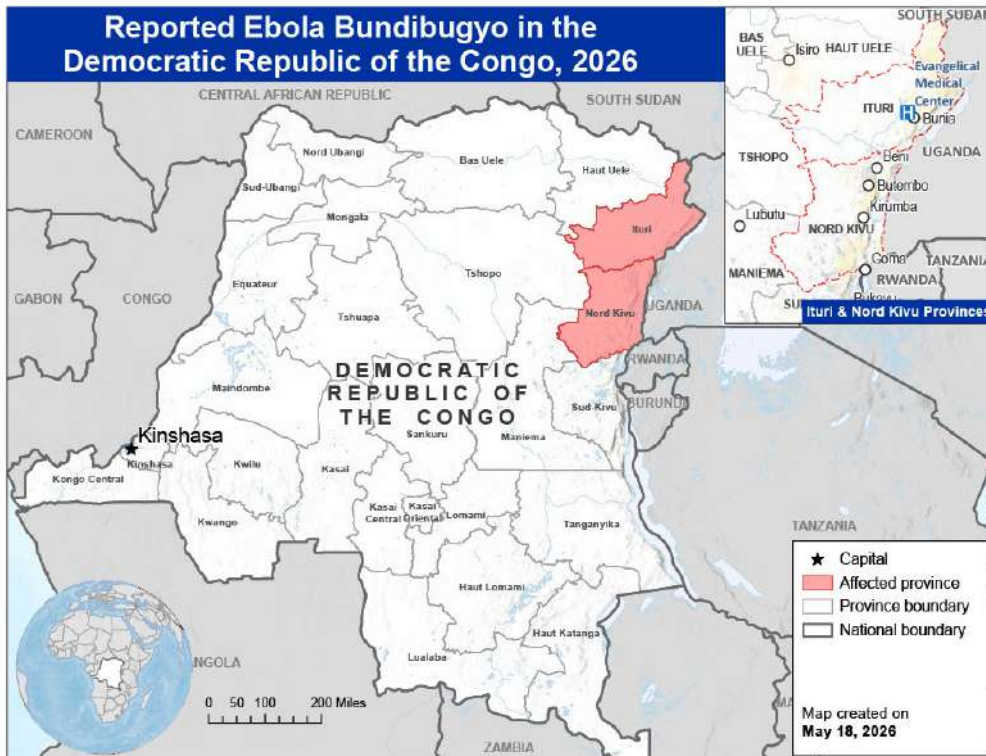 Reported Ebola Bundibugyo in the
Democratic Republic of the Congo, 2026
CENTRAL AFRICAN REPUBLIC
SOUTH SUDAN
CAMEROON
Nord Ubangi
Bas Uele
Haut Uele
Sud-Ubangi
Mongala
Ituri
GABON
CONGO
Equateur
Tshopo
Tshuapa
Nord Kivu
UGANDA
DEMOCRATIC
REPUBLIC OF
THE CONGO
RWANDA
BURUNDI
Maindombe
Sud-Kivu
Sankuru
Maniema
Kinshasa
Kinshasa
Kongo Central
Kwilu
Kasai
Kwango
Kasai
Central
Kasai
Oriental
Lomami
Tanganyika
TANZANIA
Haut Lomami
Haut Katanga
Lualaba
ANGOLA
ZAMBIA
0 50 100 200 Miles
SOUTH SUDAN
BAS
UELE
Isiro
HAUT UELE
Evangelical
Medical
Center
ITURI
H
Bunia
TSHOPO
UGANDA
Beni
Butembo
Kirumba
Lubutu
NORD KIVU
Goma
TANZANIA
MANIEMA
RWANDA
Bukavu
Ituri & Nord Kivu Provinces
Capital
Affected province
Province boundary
National boundary
Map created on
May 18, 2026